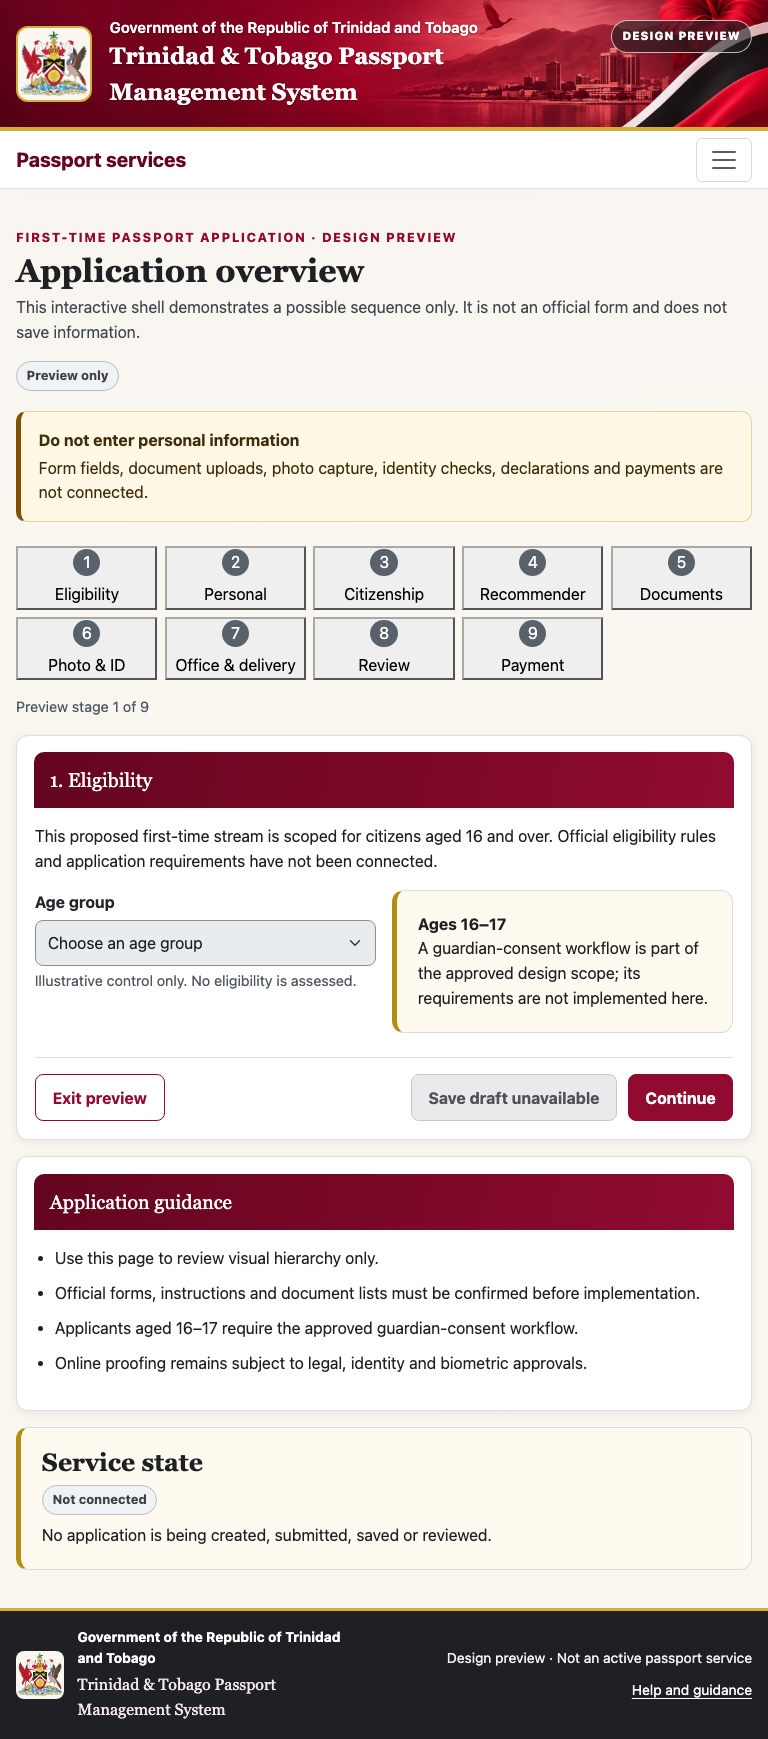 Government of the Republic of Trinidad and Tobago
Trinidad & Tobago Passport
Management System
DESIGN PREVIEW
Passport services
FIRST-TIME PASSPORT APPLICATION · DESIGN PREVIEW
Application overview
This interactive shell demonstrates a possible sequence only. It is not an official form and does not
save information.
Preview only
Do not enter personal information
Form fields, document uploads, photo capture, identity checks, declarations and payments are
not connected.
1
Eligibility
2
Personal
3
Citizenship
4
Recommender
5
Documents
6
Photo & ID
7
Office & delivery
8
Review
9
Payment
Preview stage 1 of 9
1. Eligibility
This proposed first-time stream is scoped for citizens aged 16 and over. Official eligibility rules
and application requirements have not been connected.
Age group
Choose an age group
Illustrative control only. No eligibility is assessed.
Ages 16–17
A guardian-consent workflow is part of
the approved design scope; its
requirements are not implemented here.
Exit preview
Save draft unavailable
Continue
Application guidance
• Use this page to review visual hierarchy only.
• Official forms, instructions and document lists must be confirmed before implementation.
• Applicants aged 16–17 require the approved guardian-consent workflow.
• Online proofing remains subject to legal, identity and biometric approvals.
Service state
Not connected
No application is being created, submitted, saved or reviewed.
Government of the Republic of Trinidad
and Tobago
Trinidad & Tobago Passport
Management System
Design preview · Not an active passport service
Help and guidance